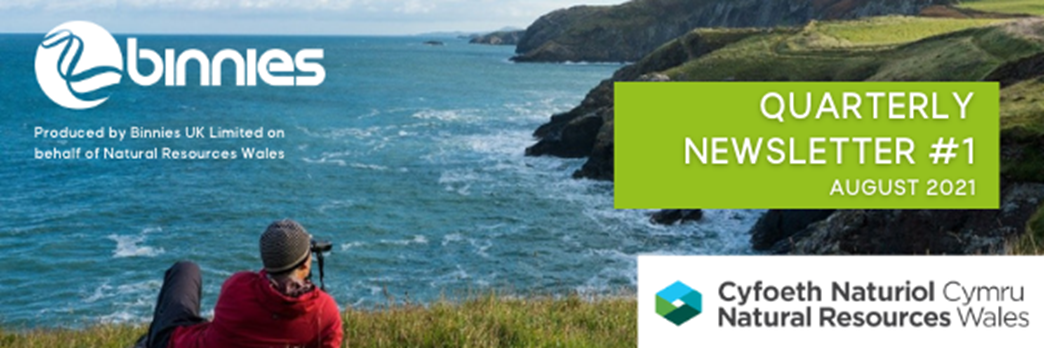 binnies
Produced by Binnies UK Limited on
behalf of Natural Resources Wales
QUARTERLY
NEWSLETTER #1
AUGUST 2021
Cyfoeth Naturiol Cymru
Natural Resources Wales